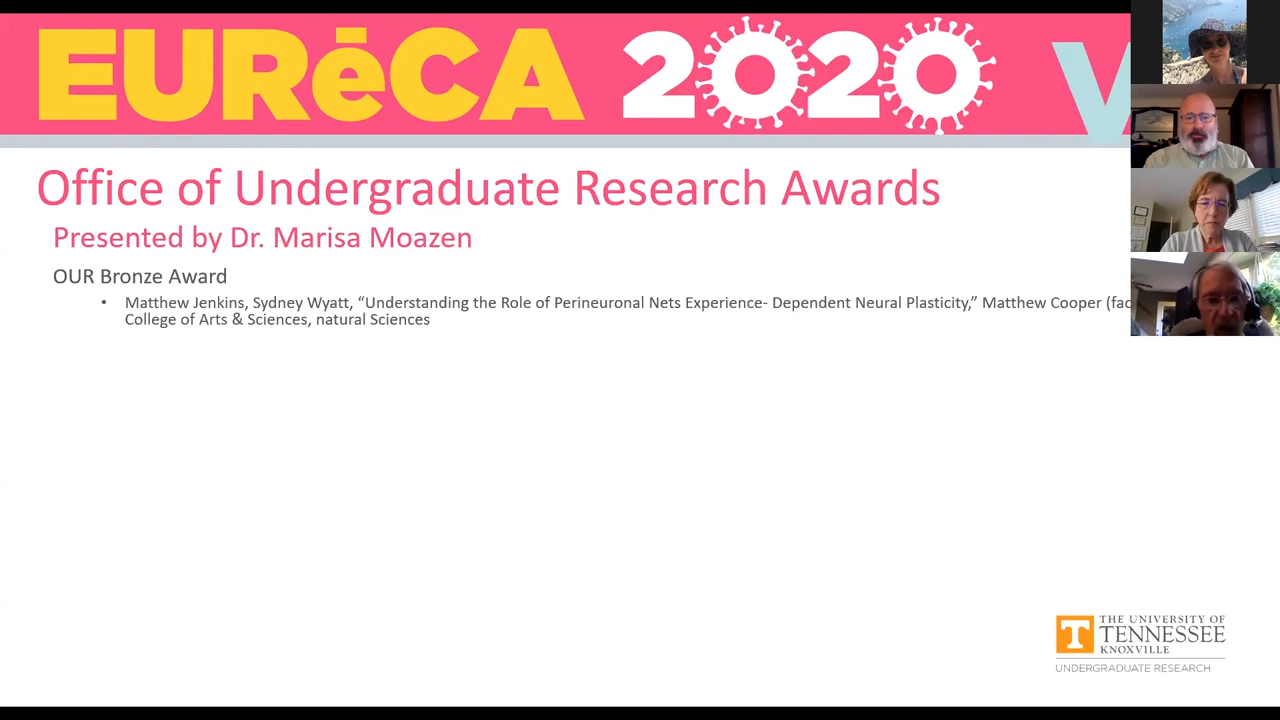 EURēCA 2020 V
Office of Undergraduate Research Awards
Presented by Dr. Marisa Moazen
OUR Bronze Award
• Matthew Jenkins, Sydney Wyatt, “Understanding the Role of Perineuronal Nets Experience- Dependent Neural Plasticity,” Matthew Cooper (fac
College of Arts & Sciences, natural Sciences
T THE UNIVERSITY OF
TENNESSEE
KNOXVILLE
UNDERGRADUATE RESEARCH